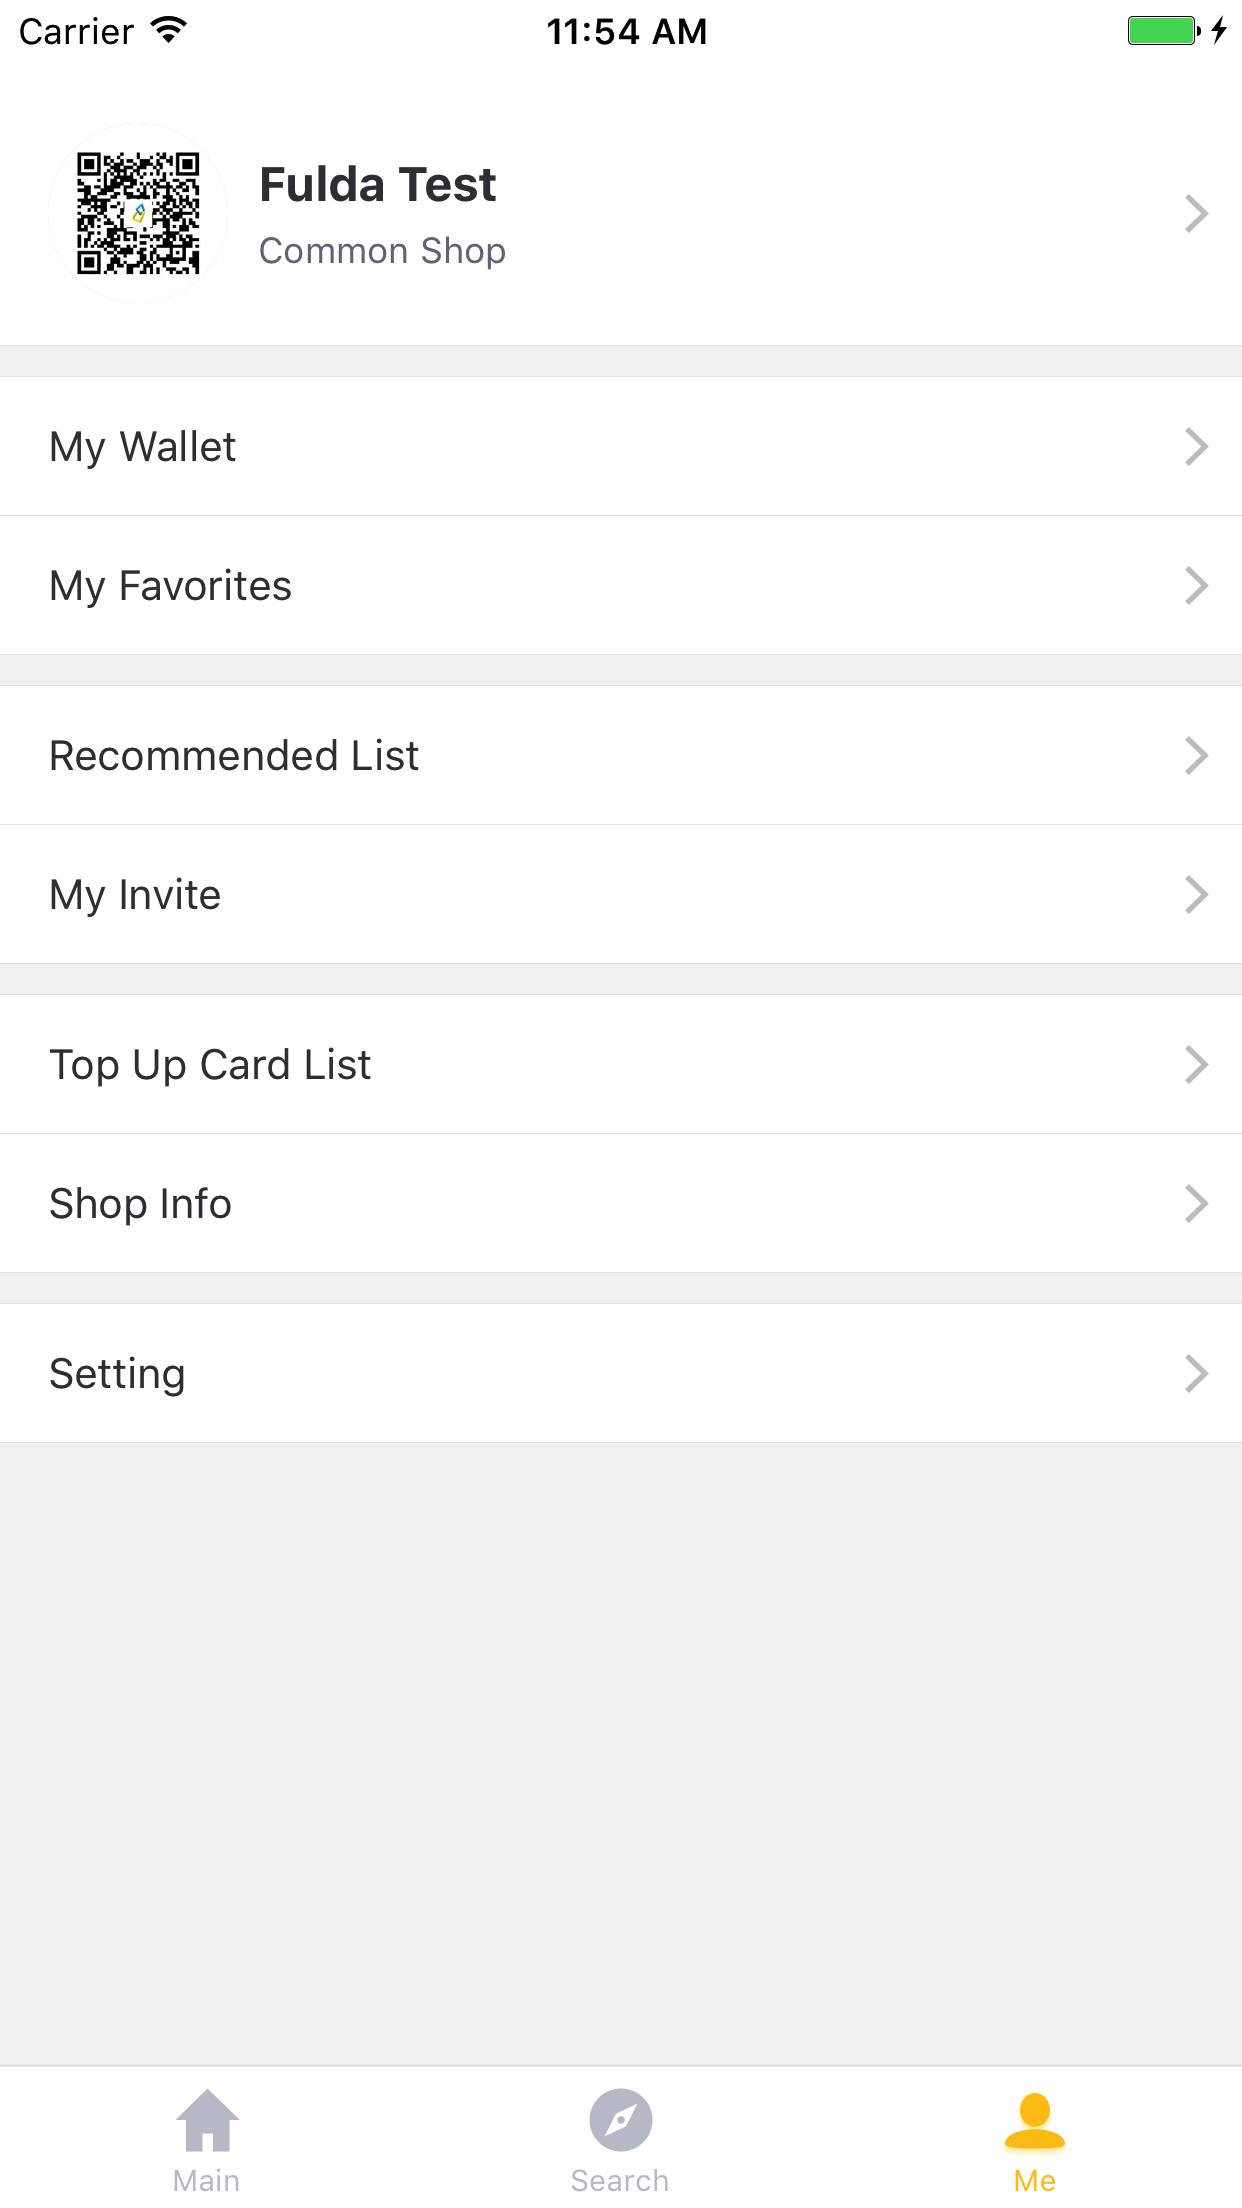 Carrier 11:54 AM
Fulda Test
Common Shop
My Wallet
My Favorites
Recommended List
My Invite
Top Up Card List
Shop Info
Setting
Main Search Me